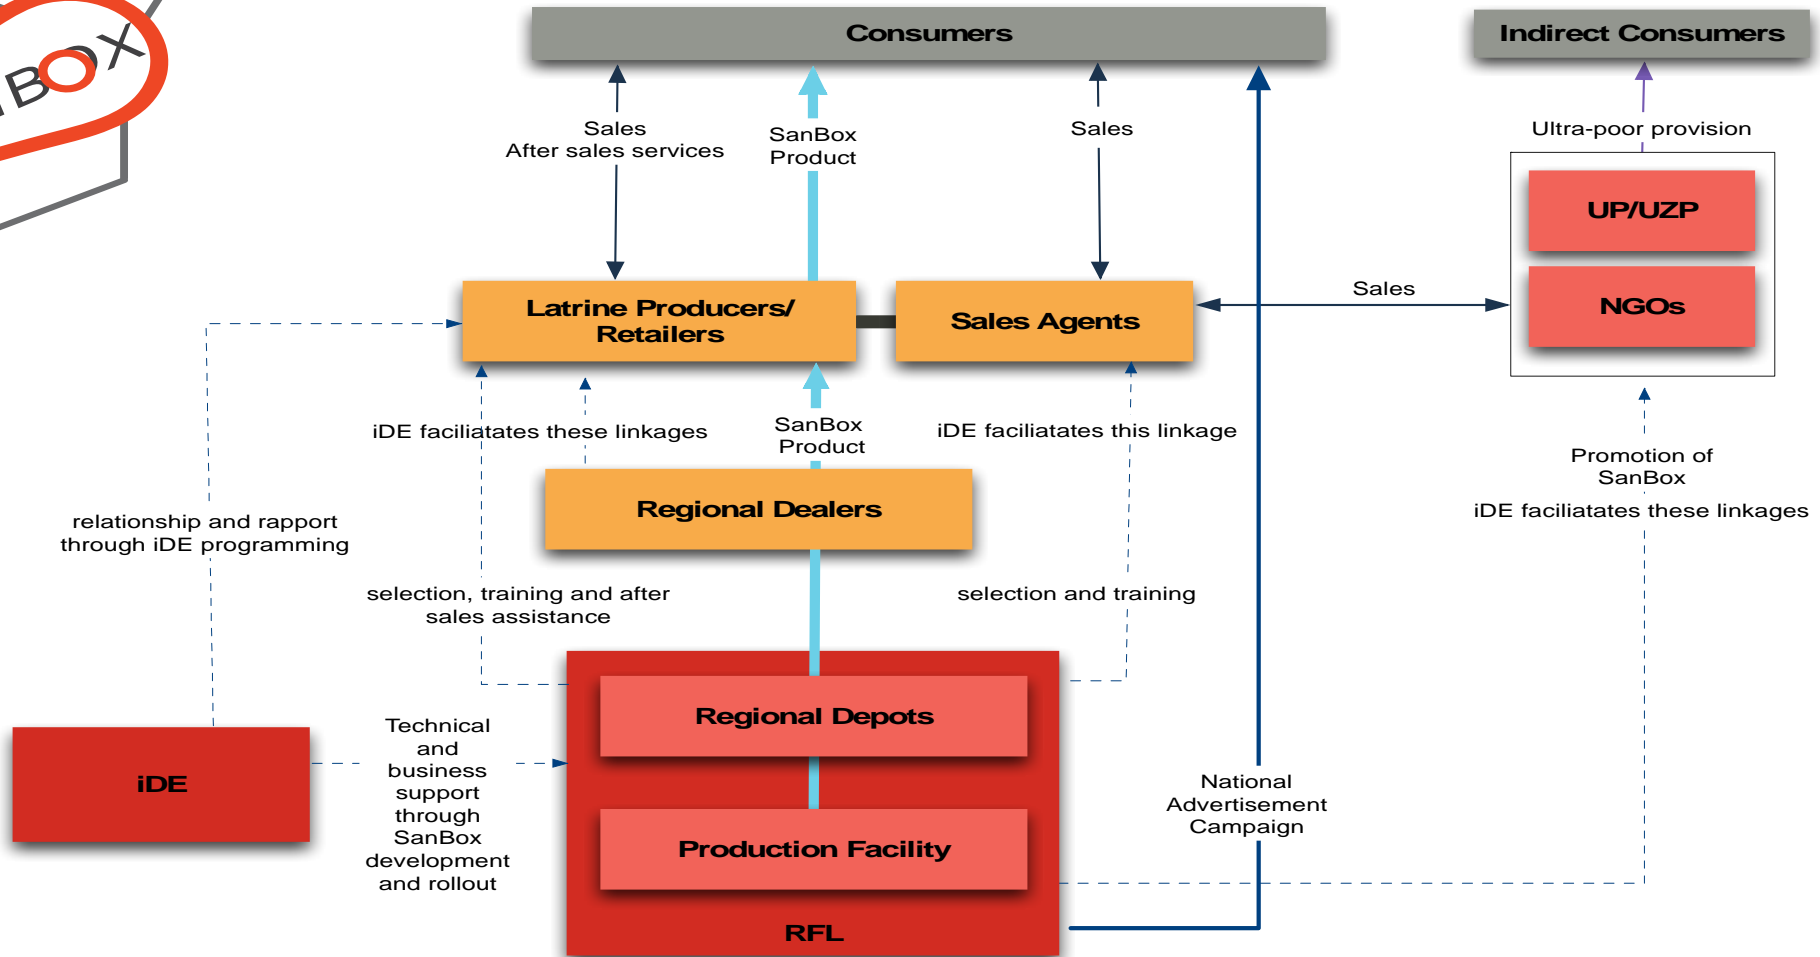 BOX
Consumers
Indirect Consumers
Sales
After sales services
SanBox
Product
Sales
Ultra-poor provision
UP/UZP
NGOs
Latrine Producers/
Retailers
Sales Agents
Sales
iDE faciliatates these linkages
SanBox
Product
iDE faciliatates this linkage
Promotion of
SanBox
iDE faciliatates these linkages
Regional Dealers
relationship and rapport
through iDE programming
selection, training and after
sales assistance
selection and training
Regional Depots
iDE
Technical
and
business
support
through
SanBox
development
and rollout
National
Advertisement
Campaign
Production Facility
RFL